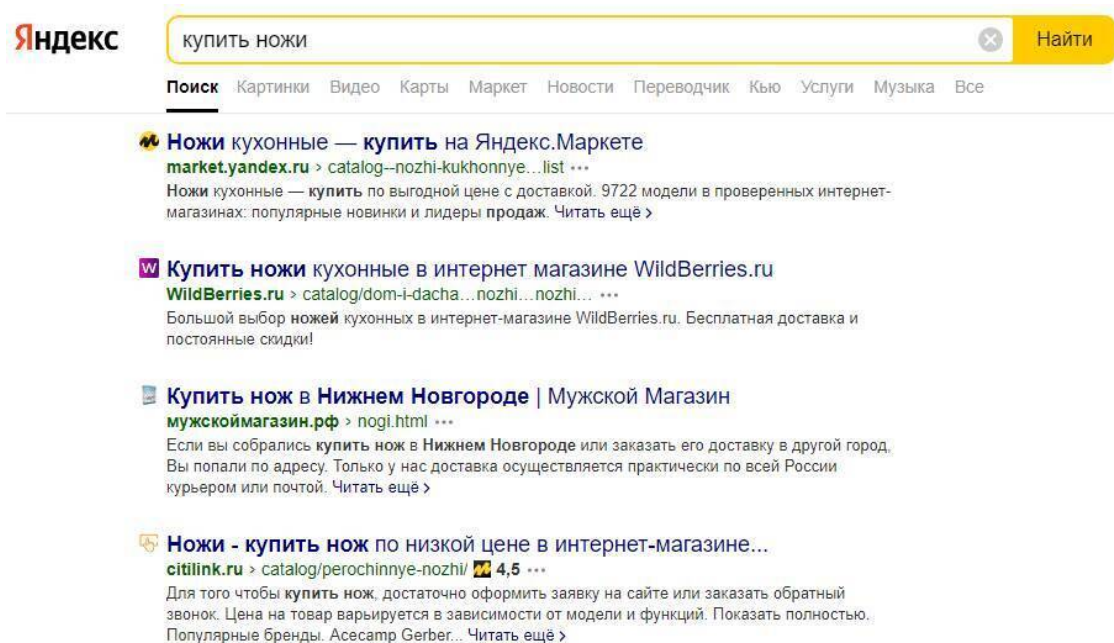 Яндекс
купить ножи
Найти
Поиск Картинки Видео Карты Маркет Новости Переводчик Кью Услуги Музыка Все
Ножи кухонные — купить на Яндекс.Маркете
market.yandex.ru › catalog--nozhi-kukhonnye…list ···
Ножи кухонные — купить по выгодной цене с доставкой. 9722 модели в проверенных интернет-
магазинах: популярные новинки и лидеры продаж. Читать ещё ›
W Купить ножи кухонные в интернет магазине WildBerries.ru
WildBerries.ru › catalog/dom-i-dacha…nozhi…nozhi… ···
Большой выбор ножей кухонных в интернет-магазине WildBerries.ru. Бесплатная доставка и
постоянные скидки!
Купить нож в Нижнем Новгороде | Мужской Магазин
мужскоймагазин.рф › nogi.html ···
Если вы собрались купить нож в Нижнем Новгороде или заказать его доставку в другой город,
Вы попали по адресу. Только у нас доставка осуществляется практически по всей России
курьером или почтой. Читать ещё ›
Ножи - купить нож по низкой цене в интернет-магазине...
citilink.ru › catalog/perochinnye-nozhi/ 4,5 ···
Для того чтобы купить нож, достаточно оформить заявку на сайте или заказать обратный
звонок. Цена на товар варьируется в зависимости от модели и функций. Показать полностью.
Популярные бренды. Acecamp Gerber... Читать ещё ›